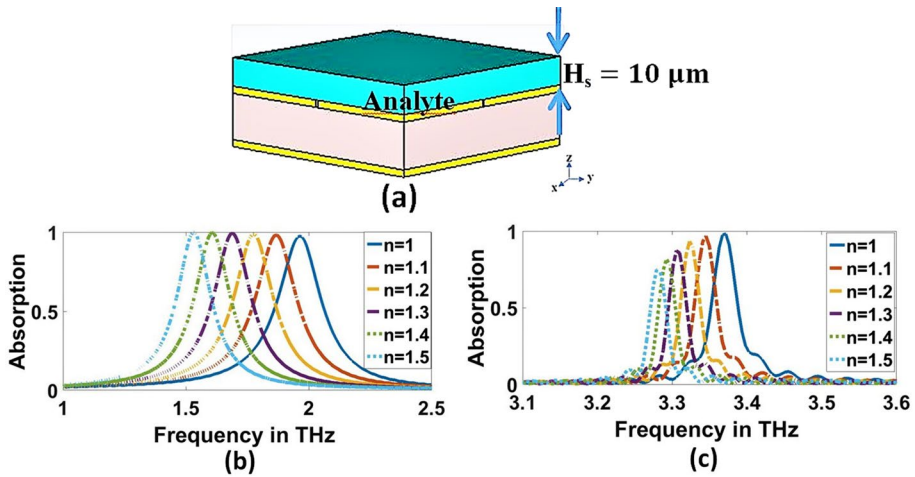 Hₛ = 10 μm
Analyte
z
x y
(a)
1
0.5
0
Absorption
n=1
n=1.1
n=1.2
n=1.3
n=1.4
n=1.5
1 1.5 2 2.5
Frequency in THz
(b)
1
0.5
0
Absorption
n=1
n=1.1
n=1.2
n=1.3
n=1.4
n=1.5
3.1 3.2 3.3 3.4 3.5 3.6
Frequency in THz
(c)